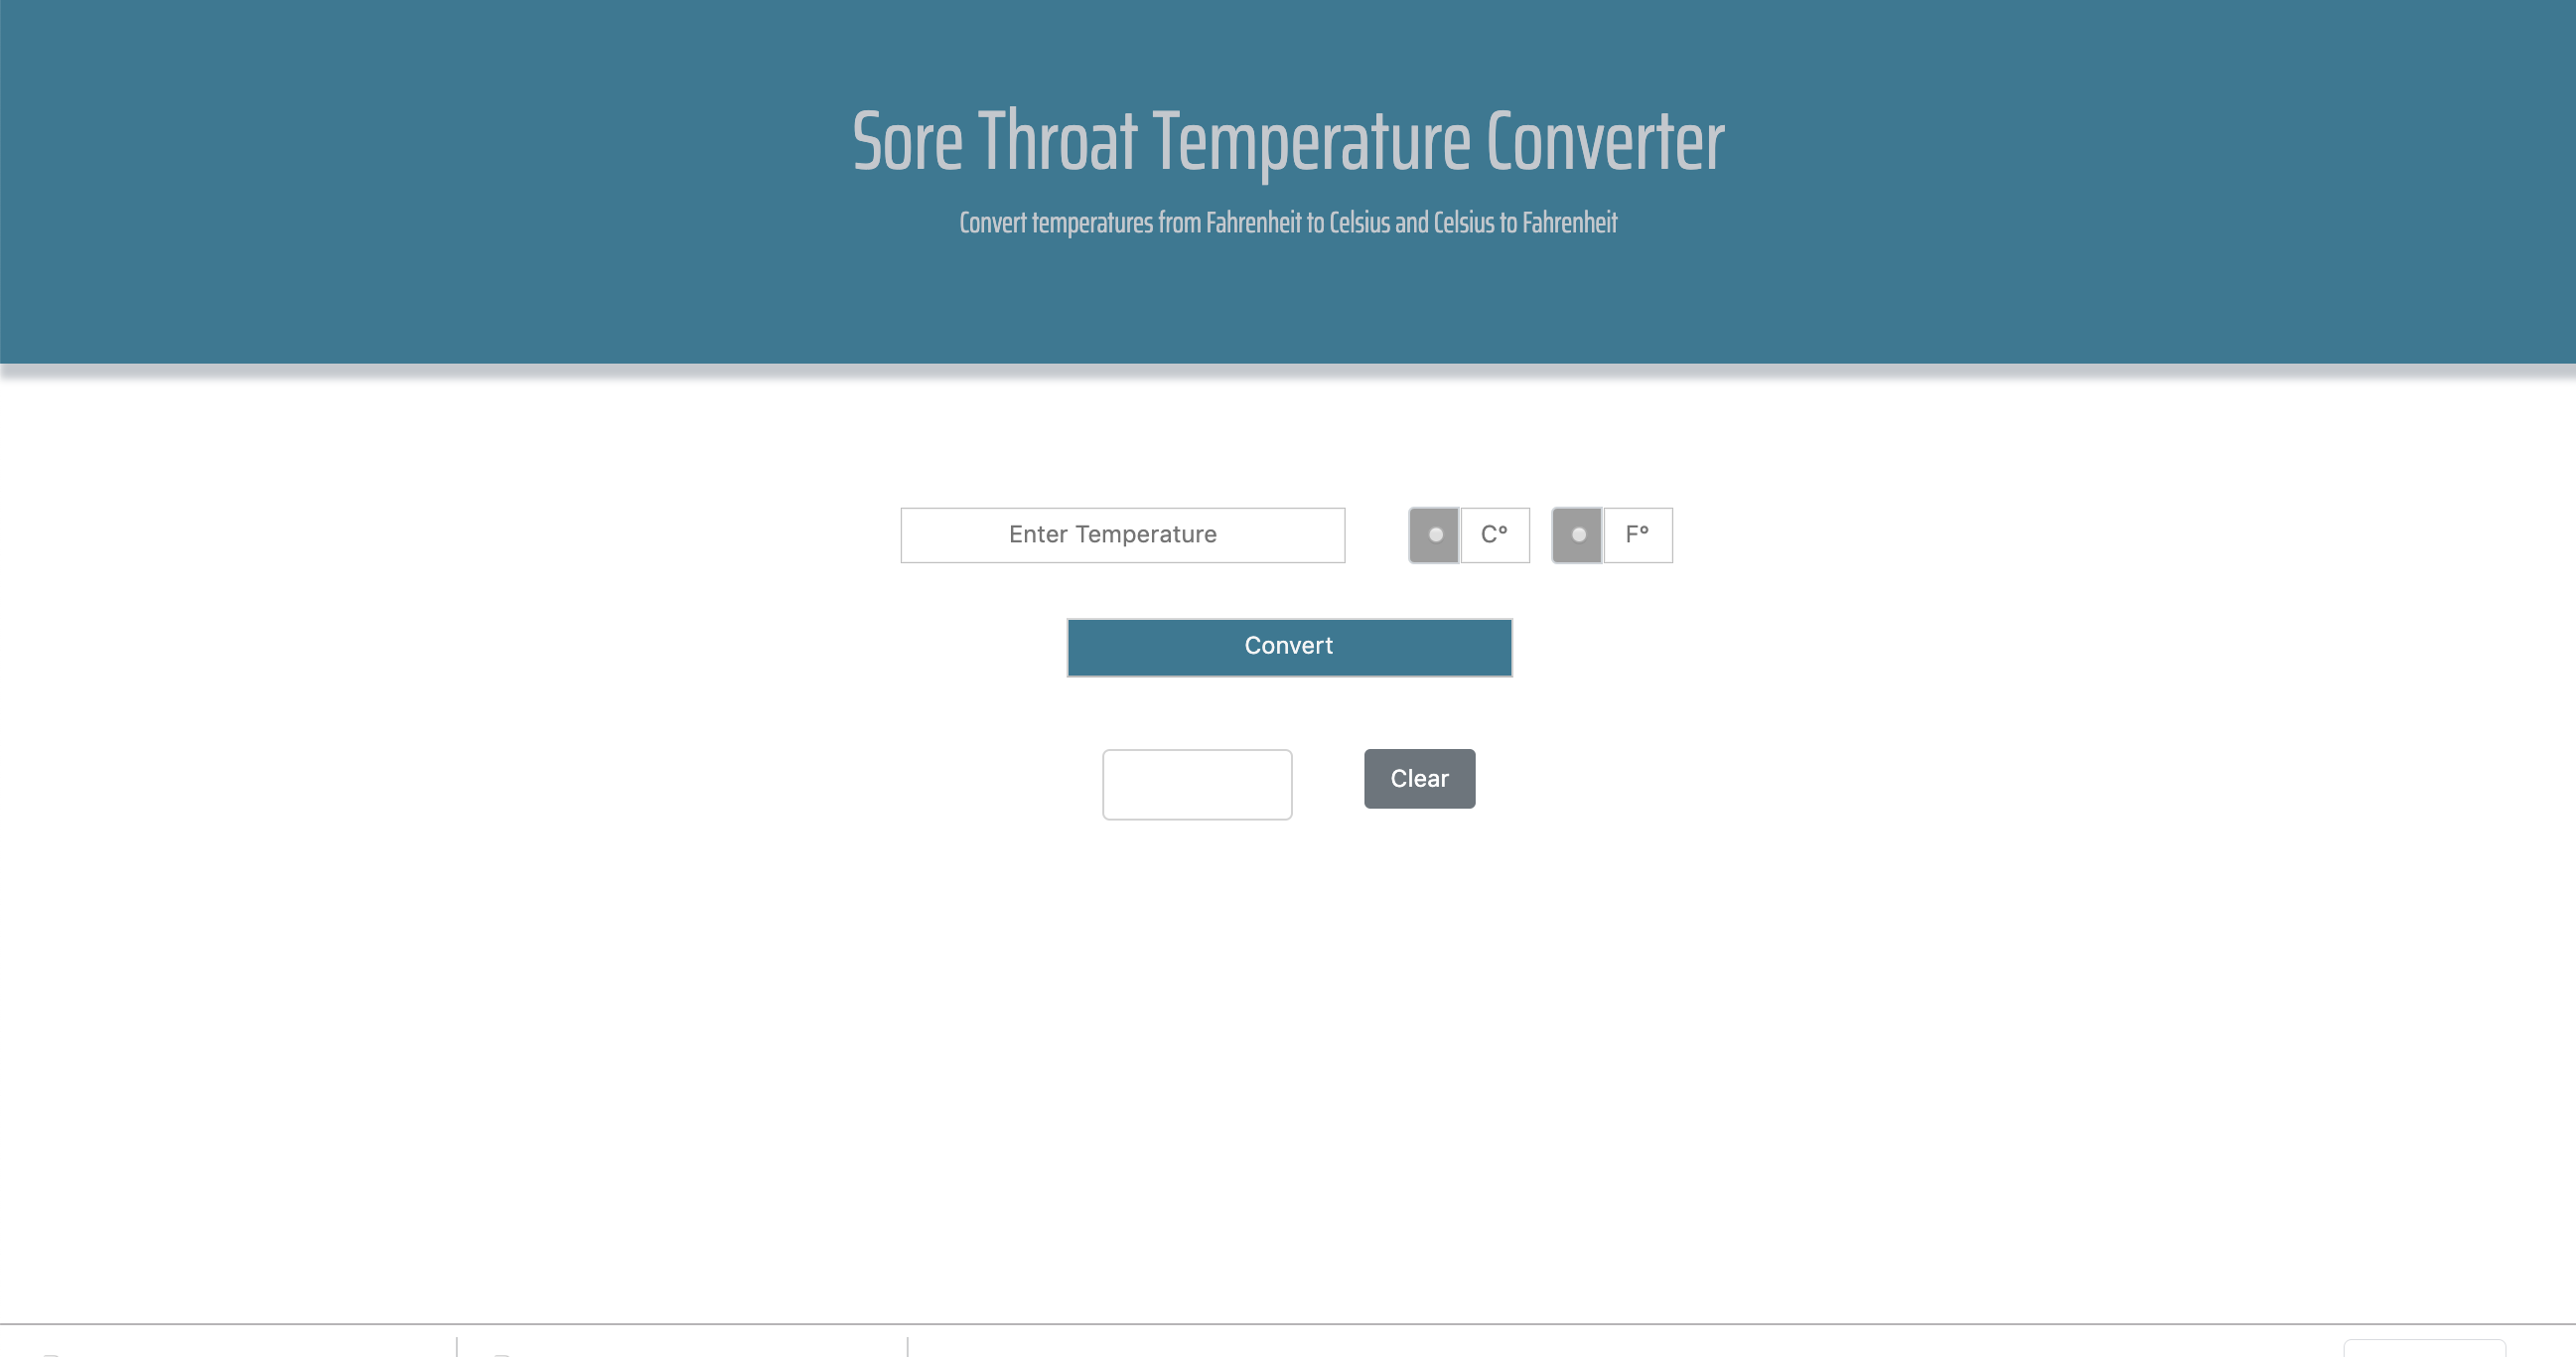 Sore Throat Temperature Converter
Convert temperatures from Fahrenheit to Celsius and Celsius to Fahrenheit
Enter Temperature C° F°
Convert
Clear